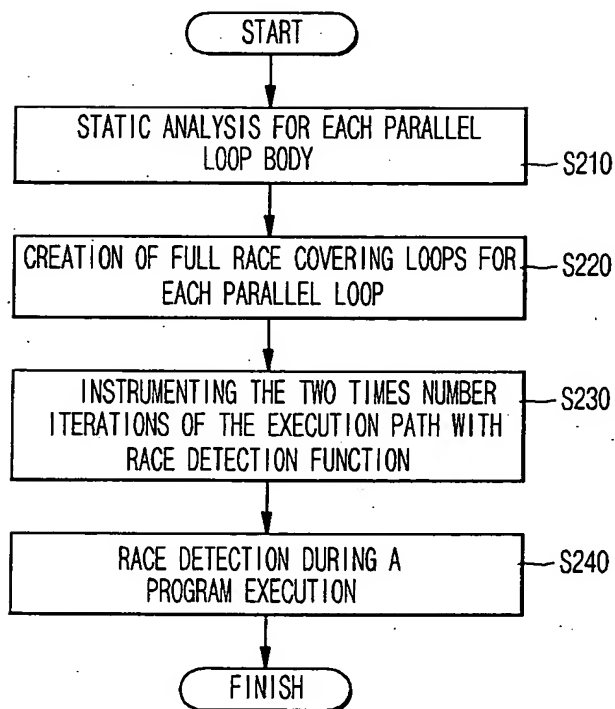 START
STATIC ANALYSIS FOR EACH PARALLEL
LOOP BODY
S210
CREATION OF FULL RACE COVERING LOOPS FOR
EACH PARALLEL LOOP
S220
INSTRUMENTING THE TWO TIMES NUMBER
ITERATIONS OF THE EXECUTION PATH WITH
RACE DETECTION FUNCTION
S230
RACE DETECTION DURING A
PROGRAM EXECUTION
S240
FINISH